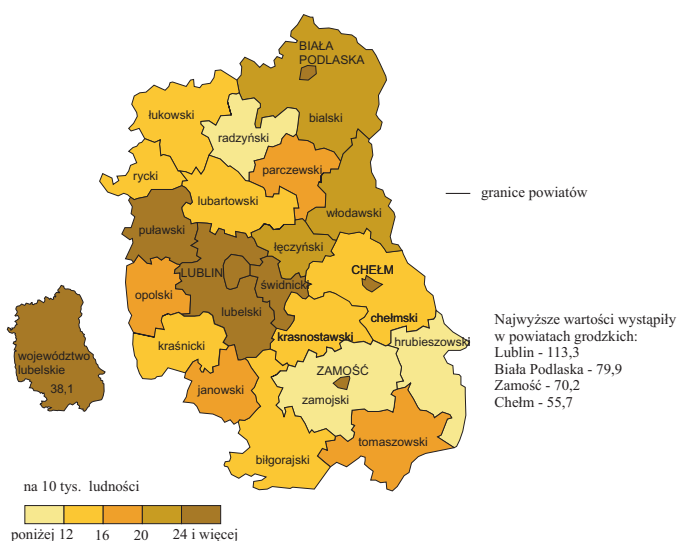 BIAŁA
PODLASKA
łukowski
bialski
radzyński
parczewski
rycki
lubartowski
włodawski
granice powiatów
puławski
łęczyński
LUBLIN
CHEŁM
świdnicki
opolski
lubelski
chełmski
krasnostawski
hrubieszowski
kraśnicki
województwo
lubelskie
38,1
ZAMOŚĆ
janowski
zamojski
tomaszowski
biłgorajski
Najwyższe wartości wystąpiły
w powiatach grodzkich:
Lublin - 113,3
Biała Podlaska - 79,9
Zamość - 70,2
Chełm - 55,7
na 10 tys. ludności
poniżej 12 16 20 24 i więcej